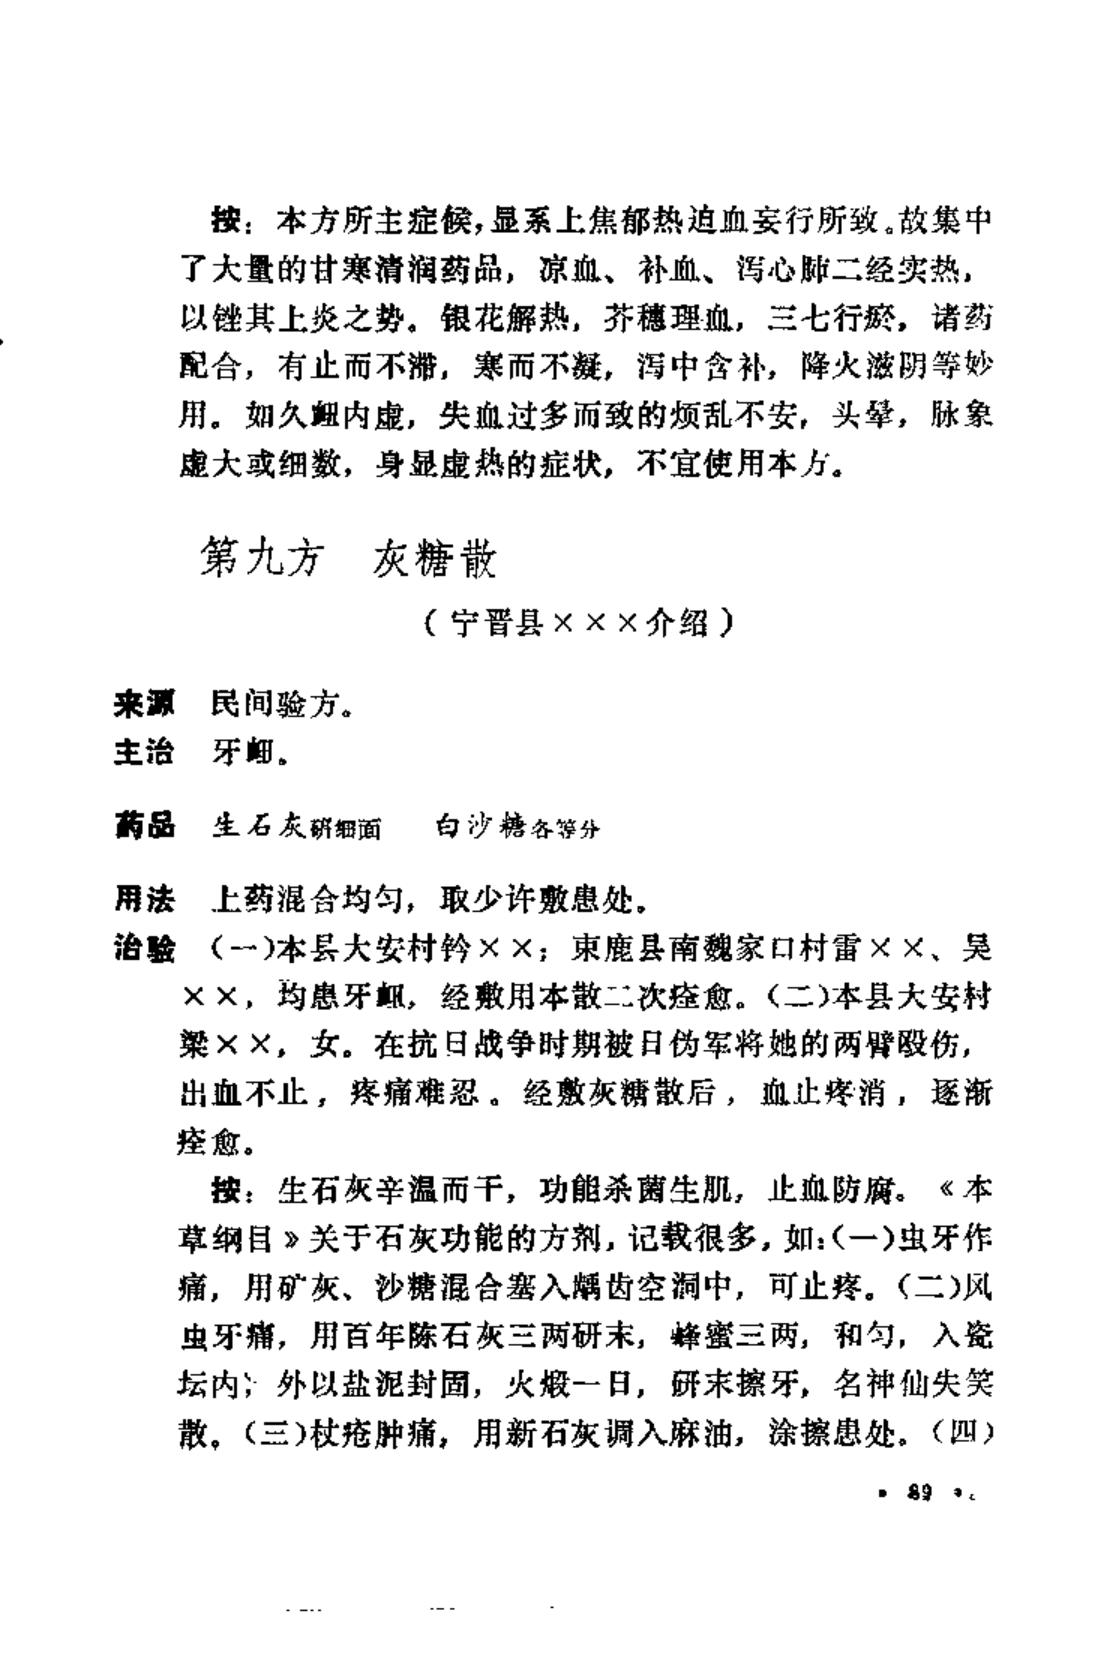 按：本方所主症候，显系上焦郁热迫血妄行所致。故集中
了大量的甘寒清润药品，凉血、补血、泻心肺二经实热，
以锉其上炎之势。银花解热，芥穗理血，三七行瘀，诸药
配合，有止而不滞，寒而不凝，泻中含补，降火滋阴等妙
用。如久衄内虚，失血过多而致的烦乱不安，头晕，脉象
虚大或细数，身显虚热的症状，不宜使用本方。
第九方　灰糖散
（宁晋县×××介绍）
来源　民间验方。
主治　牙衄。
药品　生石灰研细面　白沙糖各等分
用法　上药混合均匀，取少许敷患处。
治验　（一）本县大安村钤××；束鹿县南魏家口村雷××、吴
××，均患牙衄，经敷用本散二次痊愈。（二）本县大安村
梁××，女。在抗日战争时期被日伪军将她的两臂殴伤，
出血不止，疼痛难忍。经敷灰糖散后，血止疼消，逐渐
痊愈。
按：生石灰辛温而干，功能杀菌生肌，止血防腐。《本
草纲目》关于石灰功能的方剂，记载很多，如：（一）虫牙作
痛，用矿灰、沙糖混合塞入龋齿空洞中，可止疼。（二）风
虫牙痛，用百年陈石灰三两研末，蜂蜜三两，和匀，入瓷
坛内；外以盐泥封固，火煅一日，研末擦牙，名神仙失笑
散。（三）杖疮肿痛，用新石灰调入麻油，涂擦患处。（四）
• 89 •